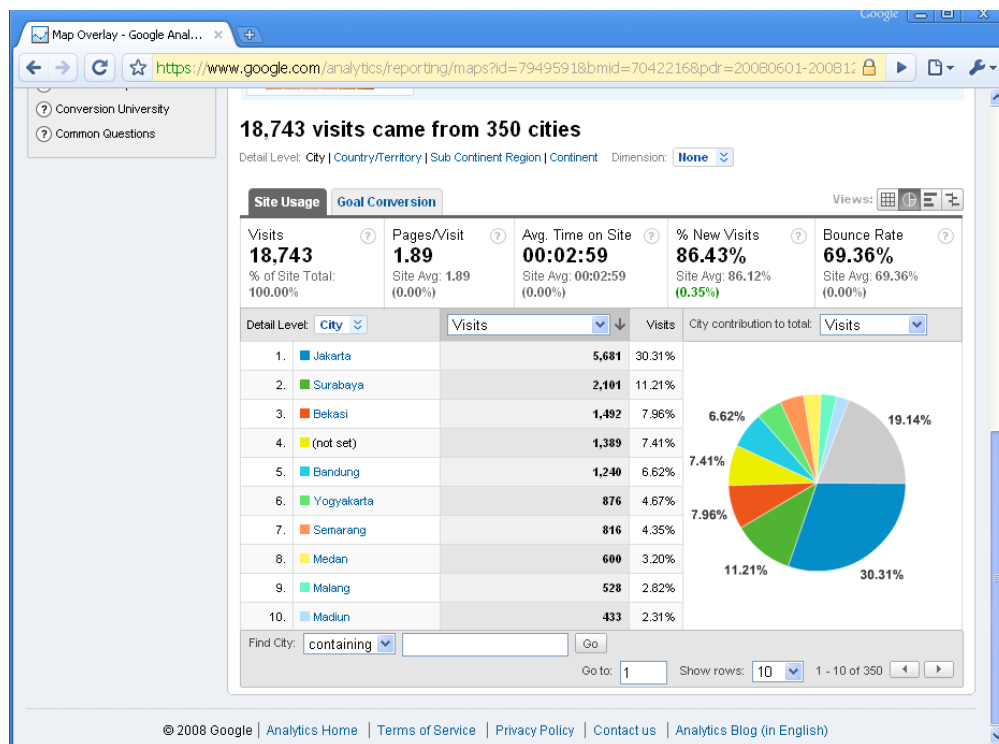 Google
Map Overlay - Google Anal...
https://www.google.com/analytics/reporting/maps?id=7949591&bmid=7042216&pdr=20080601-200812
Conversion University
Common Questions
18,743 visits came from 350 cities
Detail Level: City | Country/Territory | Sub Continent Region | Continent Dimension: None
Site Usage Goal Conversion Views:
Visits ? Pages/Visit ? Avg. Time on Site ? % New Visits ? Bounce Rate ?
18,743 1.89 00:02:59 86.43% 69.36%
% of Site Total: Site Avg: 1.89 Site Avg: 00:02:59 Site Avg: 86.12% Site Avg: 69.36%
100.00% (0.00%) (0.00%) (0.35%) (0.00%)
Detail Level: City Visits Visits City contribution to total: Visits
1. Jakarta 5,681 30.31%
2. Surabaya 2,101 11.21%
3. Bekasi 1,492 7.96%
4. (not set) 1,389 7.41%
5. Bandung 1,240 6.62%
6. Yogyakarta 876 4.67%
7. Semarang 816 4.35%
8. Medan 600 3.20%
9. Malang 528 2.82%
10. Madiun 433 2.31%
6.62% 19.14%
7.41%
7.96%
11.21% 30.31%
Find City: containing Go
Go to: 1 Show rows: 10 1 - 10 of 350
© 2008 Google | Analytics Home | Terms of Service | Privacy Policy | Contact us | Analytics Blog (in English)